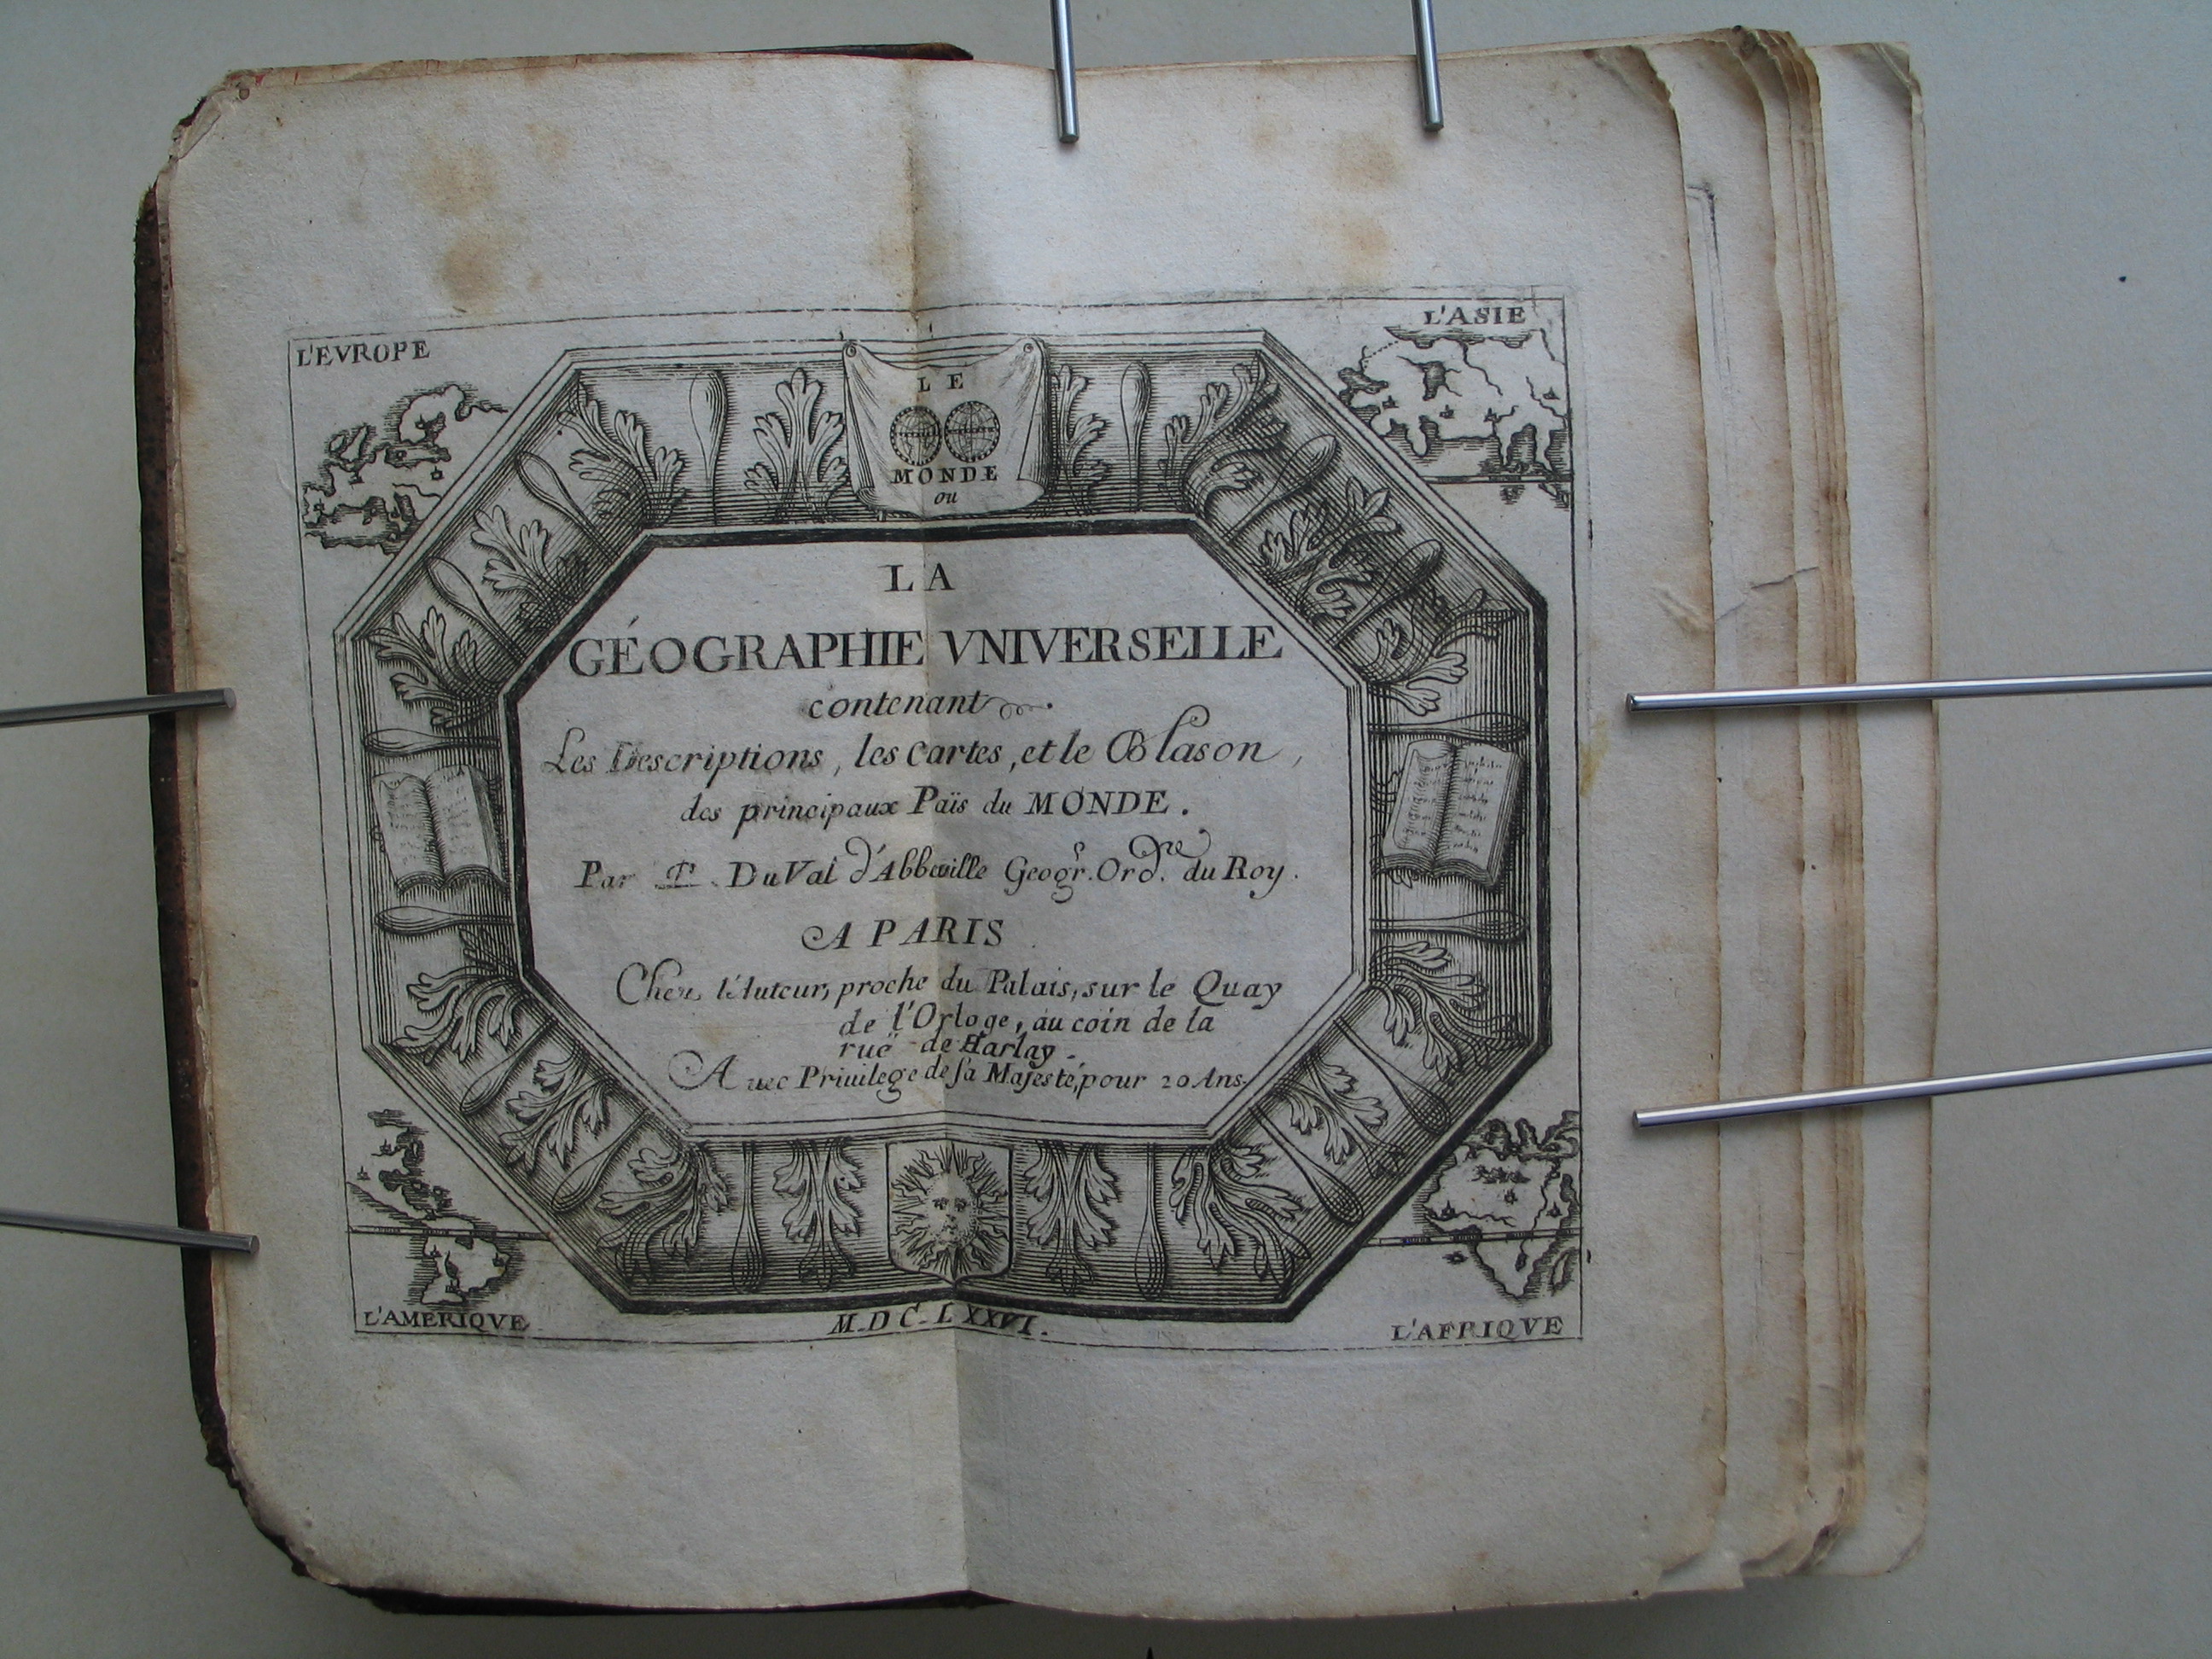 L'EVROPE
L'ASIE
LE
MONDE
ou
LA
GÉOGRAPHIE VNIVERSELLE
contenant
Les Descriptions, les Cartes, et le Blason,
des principaux Païs du MONDE.
Par P. Du Val d'Abbeville Geogr. Ord.re du Roy.
A PARIS
Chez l'Auteur, proche du Palais, sur le Quay
de l'Orloge, au coin de la
ruë de Harlay.
Auec Priuilege de sa Majesté, pour 20 Ans.
L'AMERIQVE
M.DC.LXXVI.
L'AFRIQVE